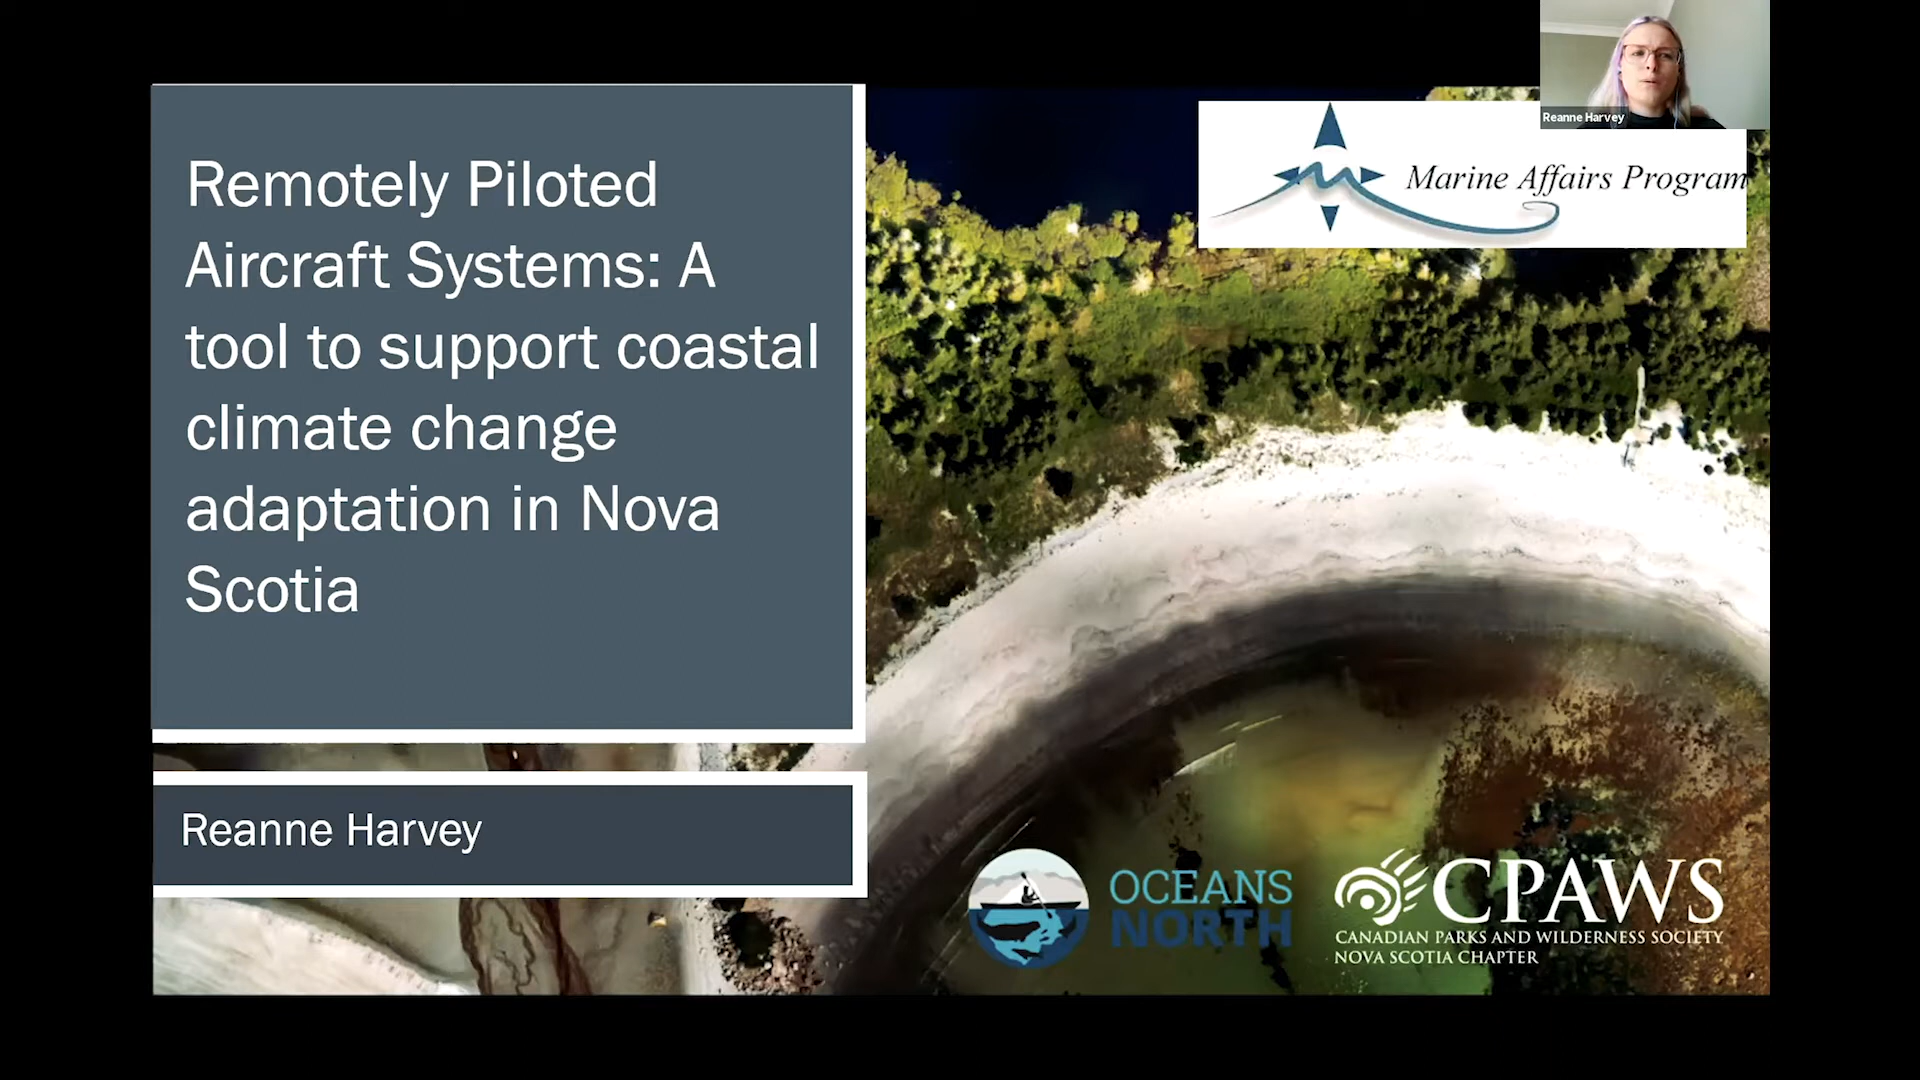 Reanne Harvey
Marine Affairs Program
Remotely Piloted
Aircraft Systems: A
tool to support coastal
climate change
adaptation in Nova
Scotia
Reanne Harvey
OCEANS
NORTH
CPAWS
CANADIAN PARKS AND WILDERNESS SOCIETY
NOVA SCOTIA CHAPTER